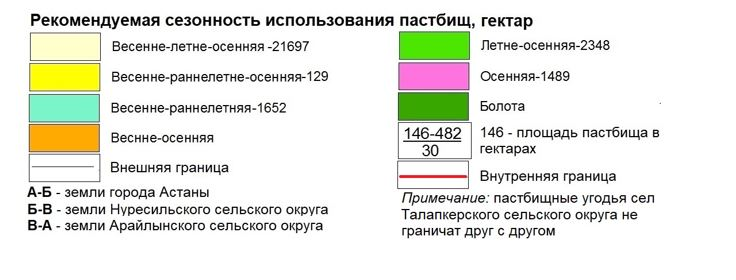 Рекомендуемая сезонность использования пастбищ, гектар
Весенне-летне-осенняя -21697
Весенне-раннелетне-осенняя-129
Весенне-раннелетняя-1652
Веснне-осенняя
Внешняя граница
А-Б - земли города Астаны
Б-В - земли Нуресильского сельского округа
В-А - земли Арайлынского сельского округа
Летне-осенняя-2348
Осенняя-1489
Болота
146-482
30
146 - площадь пастбища в
гектарах
Внутренняя граница
Примечание: пастбищные угодья сел
Талапкерского сельского округа не
граничат друг с другом